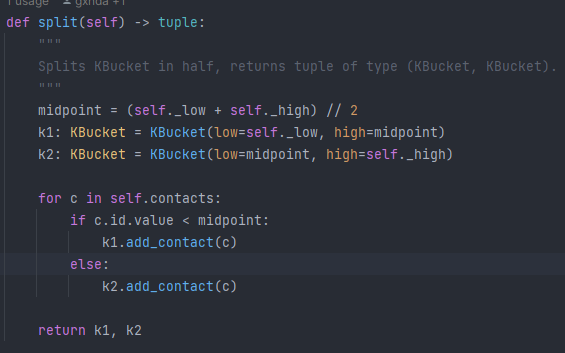 1 usage gxnda +1
def split(self) -> tuple:
    """
    Splits KBucket in half, returns tuple of type (KBucket, KBucket).
    """
    midpoint = (self._low + self._high) // 2
    k1: KBucket = KBucket(low=self._low, high=midpoint)
    k2: KBucket = KBucket(low=midpoint, high=self._high)

    for c in self.contacts:
        if c.id.value < midpoint:
            k1.add_contact(c)
        else:
            k2.add_contact(c)

    return k1, k2